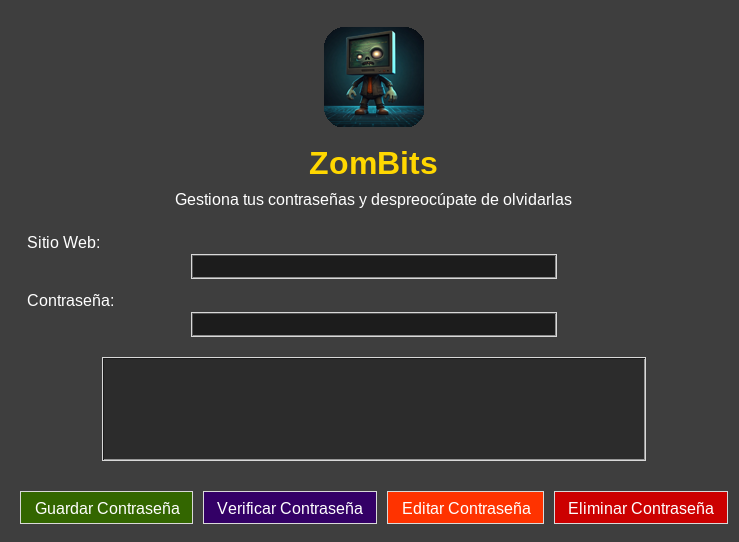 ZomBits
Gestiona tus contraseñas y despreocúpate de olvidarlas
Sitio Web:
Contraseña:
Guardar Contraseña Verificar Contraseña Editar Contraseña Eliminar Contraseña